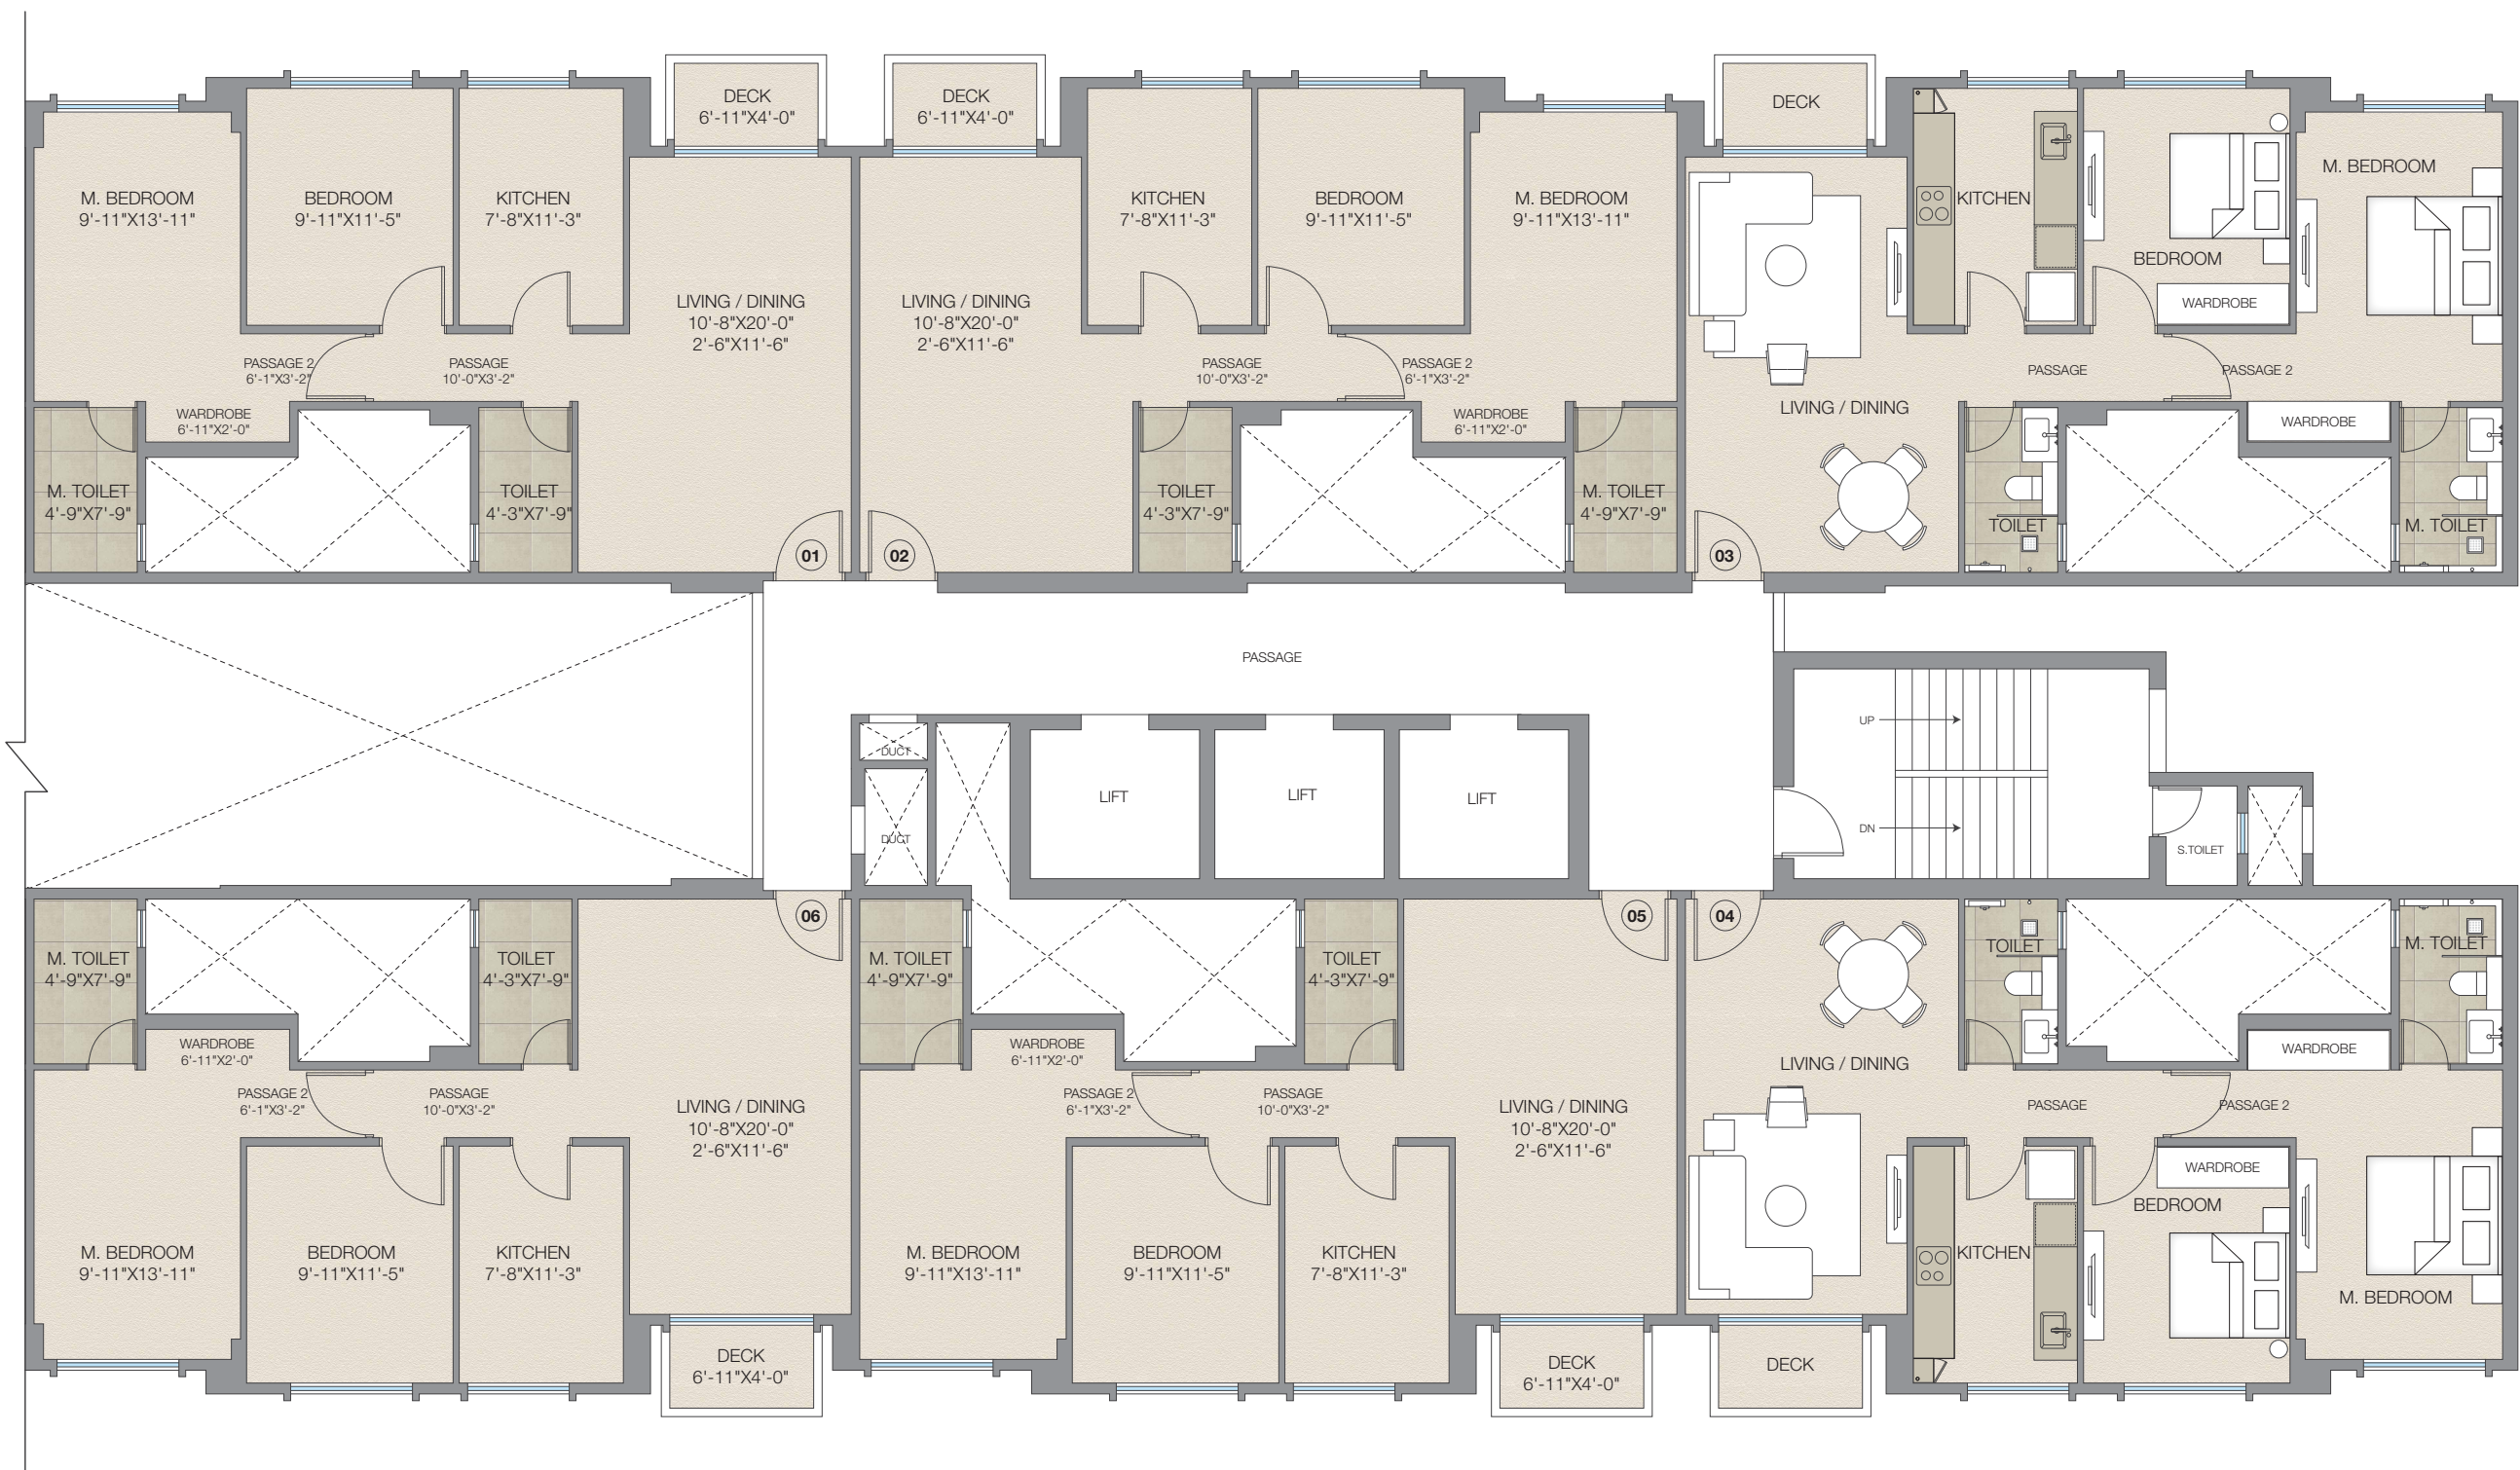 DECK
6'-11"X4'-0"
DECK
6'-11"X4'-0"
DECK
M. BEDROOM
9'-11"X13'-11"
BEDROOM
9'-11"X11'-5"
KITCHEN
7'-8"X11'-3"
LIVING / DINING
10'-8"X20'-0"
2'-6"X11'-6"
PASSAGE 2
6'-1"X3'-2"
PASSAGE
10'-0"X3'-2"
WARDROBE
6'-11"X2'-0"
M. TOILET
4'-9"X7'-9"
TOILET
4'-3"X7'-9"
01
LIVING / DINING
10'-8"X20'-0"
2'-6"X11'-6"
KITCHEN
7'-8"X11'-3"
BEDROOM
9'-11"X11'-5"
M. BEDROOM
9'-11"X13'-11"
PASSAGE
10'-0"X3'-2"
PASSAGE 2
6'-1"X3'-2"
WARDROBE
6'-11"X2'-0"
TOILET
4'-3"X7'-9"
M. TOILET
4'-9"X7'-9"
02
KITCHEN
BEDROOM
WARDROBE
M. BEDROOM
PASSAGE
PASSAGE 2
LIVING / DINING
WARDROBE
TOILET
M. TOILET
03
PASSAGE
UP
DN
DUCT
DUCT
LIFT
LIFT
LIFT
S.TOILET
06
M. TOILET
4'-9"X7'-9"
TOILET
4'-3"X7'-9"
WARDROBE
6'-11"X2'-0"
PASSAGE 2
6'-1"X3'-2"
PASSAGE
10'-0"X3'-2"
LIVING / DINING
10'-8"X20'-0"
2'-6"X11'-6"
M. BEDROOM
9'-11"X13'-11"
BEDROOM
9'-11"X11'-5"
KITCHEN
7'-8"X11'-3"
DECK
6'-11"X4'-0"
05
M. TOILET
4'-9"X7'-9"
TOILET
4'-3"X7'-9"
WARDROBE
6'-11"X2'-0"
PASSAGE 2
6'-1"X3'-2"
PASSAGE
10'-0"X3'-2"
LIVING / DINING
10'-8"X20'-0"
2'-6"X11'-6"
M. BEDROOM
9'-11"X13'-11"
BEDROOM
9'-11"X11'-5"
KITCHEN
7'-8"X11'-3"
DECK
6'-11"X4'-0"
04
TOILET
M. TOILET
WARDROBE
LIVING / DINING
PASSAGE
PASSAGE 2
WARDROBE
BEDROOM
KITCHEN
M. BEDROOM
DECK